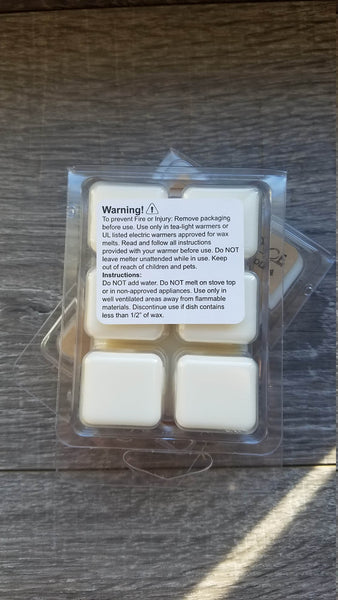 Warning! ⚠
To prevent Fire or Injury: Remove packaging
before use. Use only in tea-light warmers or
UL listed electric warmers approved for wax
melts. Read and follow all instructions
provided with your warmer before use. Do NOT
leave melter unattended while in use. Keep
out of reach of children and pets.
Instructions:
Do NOT add water. Do NOT melt on stove top
or in non-approved appliances. Use only in
well ventilated areas away from flammable
materials. Discontinue use if dish contains
less than 1/2" of wax.